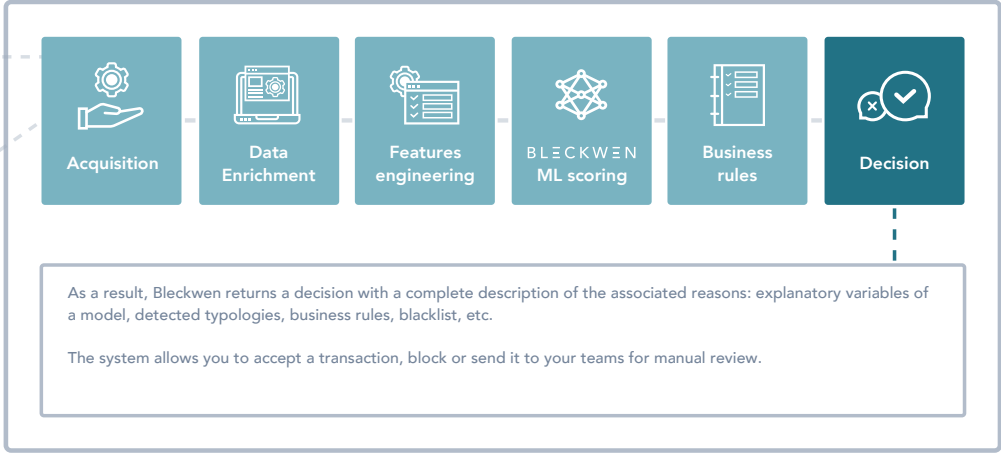 Acquisition
Data
Enrichment
Features
engineering
BLECKWEN
ML scoring
Business
rules
Decision
As a result, Bleckwen returns a decision with a complete description of the associated reasons: explanatory variables of
a model, detected typologies, business rules, blacklist, etc.
The system allows you to accept a transaction, block or send it to your teams for manual review.